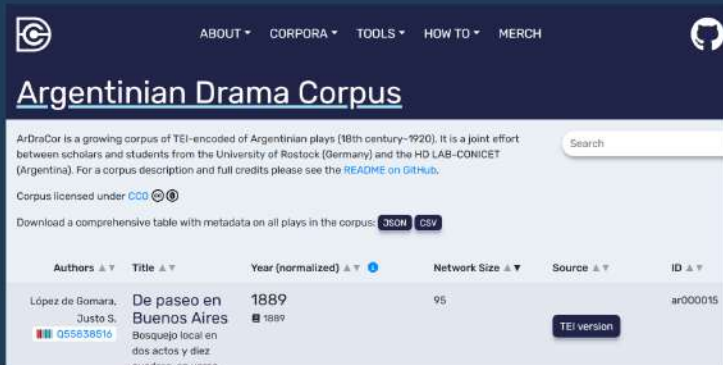 ABOUT CORPORA TOOLS HOW TO MERCH
Argentinian Drama Corpus
ArDraCor is a growing corpus of TEI-encoded of Argentinian plays (18th century–1920). It is a joint effort
between scholars and students from the University of Rostock (Germany) and the HD LAB-CONICET
(Argentina). For a corpus description and full credits please see the README on GitHub.
Search
Corpus licensed under CC0
Download a comprehensive table with metadata on all plays in the corpus: JSON CSV
Authors Title Year (normalized) Network Size Source ID
López de Gomara,
Justo S.
Q55838516
De paseo en
Buenos Aires
Bosquejo local en
dos actos y diez
1889
1889
95
TEI version
ar000015